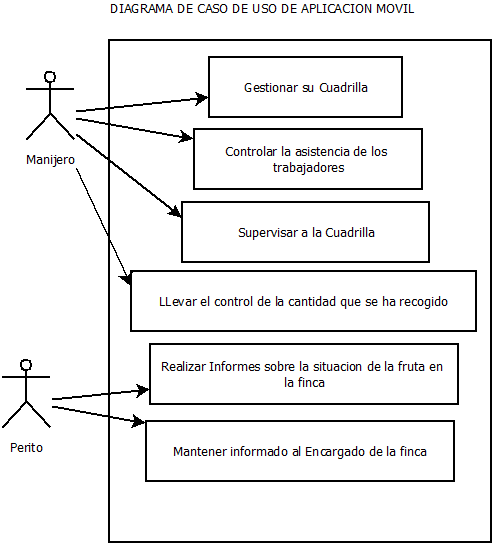 DIAGRAMA DE CASO DE USO DE APLICACION MOVIL
Gestionar su Cuadrilla
Manijero
Controlar la asistencia de los
trabajadores
Supervisar a la Cuadrilla
LLevar el control de la cantidad que se ha recogido
Realizar Informes sobre la situacion de la fruta en
la finca
Perito
Mantener informado al Encargado de la finca